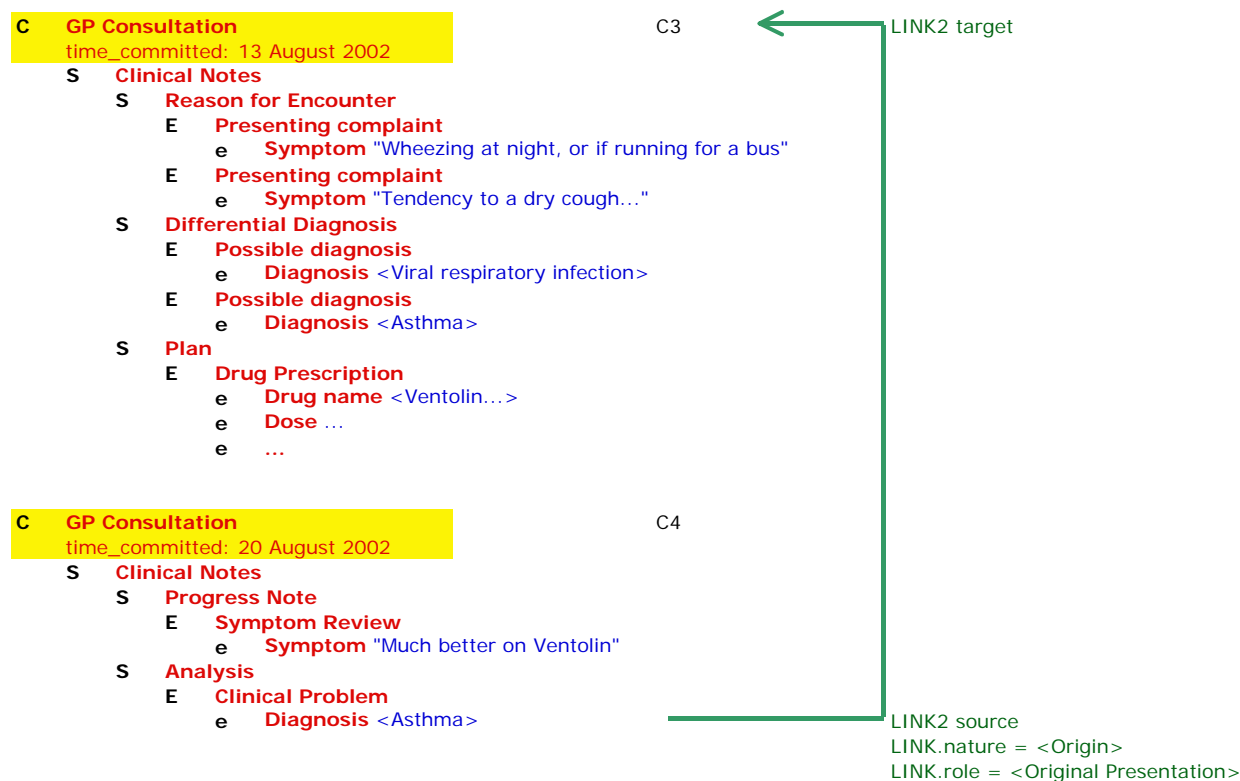 C GP Consultation C3 LINK2 target
time_committed: 13 August 2002
S Clinical Notes
S Reason for Encounter
E Presenting complaint
e Symptom "Wheezing at night, or if running for a bus"
E Presenting complaint
e Symptom "Tendency to a dry cough..."
S Differential Diagnosis
E Possible diagnosis
e Diagnosis <Viral respiratory infection>
E Possible diagnosis
e Diagnosis <Asthma>
S Plan
E Drug Prescription
e Drug name <Ventolin...>
e Dose ...
e ...
C GP Consultation C4
time_committed: 20 August 2002
S Clinical Notes
S Progress Note
E Symptom Review
e Symptom "Much better on Ventolin"
S Analysis
E Clinical Problem
e Diagnosis <Asthma> LINK2 source
LINK.nature = <Origin>
LINK.role = <Original Presentation>